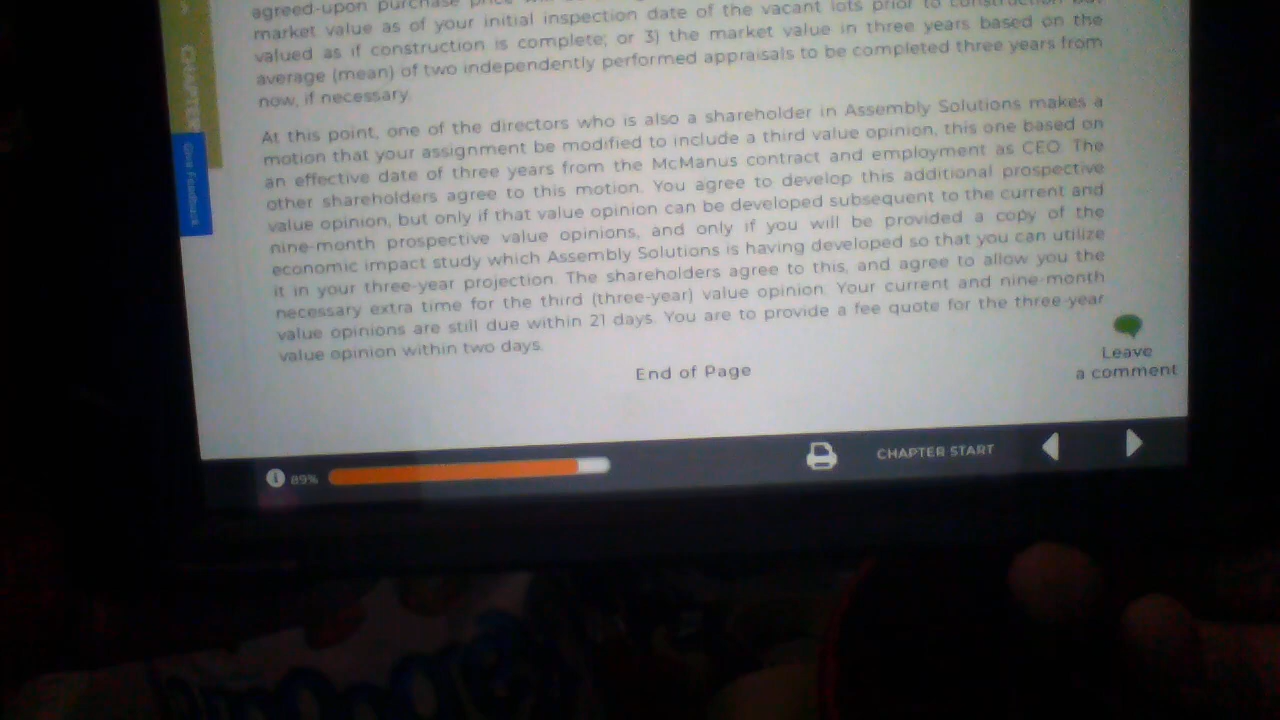 CHAPTER
Give Feedback
agreed-upon purchase price will
market value as of your initial inspection date of the vacant lots prior to construction but
valued as if construction is complete; or 3) the market value in three years based on the
average (mean) of two independently performed appraisals to be completed three years from
now, if necessary.
At this point, one of the directors who is also a shareholder in Assembly Solutions makes a
motion that your assignment be modified to include a third value opinion, this one based on
an effective date of three years from the McManus contract and employment as CEO. The
other shareholders agree to this motion. You agree to develop this additional prospective
value opinion, but only if that value opinion can be developed subsequent to the current and
nine-month prospective value opinions, and only if you will be provided a copy of the
economic impact study which Assembly Solutions is having developed so that you can utilize
it in your three-year projection. The shareholders agree to this, and agree to allow you the
necessary extra time for the third (three-year) value opinion. Your current and nine-month
value opinions are still due within 21 days. You are to provide a fee quote for the three-year
value opinion within two days.
End of Page
Leave
a comment
89%
CHAPTER START